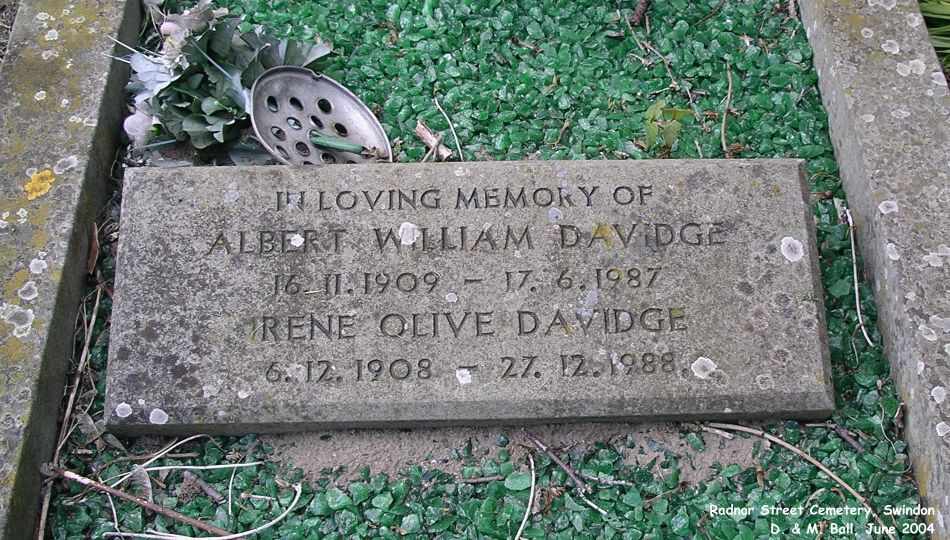 IN LOVING MEMORY OF
ALBERT WILLIAM DAVIDGE
16.11.1909 - 17.6.1987
IRENE OLIVE DAVIDGE
6.12.1908 - 27.12.1988.
Radnor Street Cemetery, Swindon
D. & M. Ball, June 2004